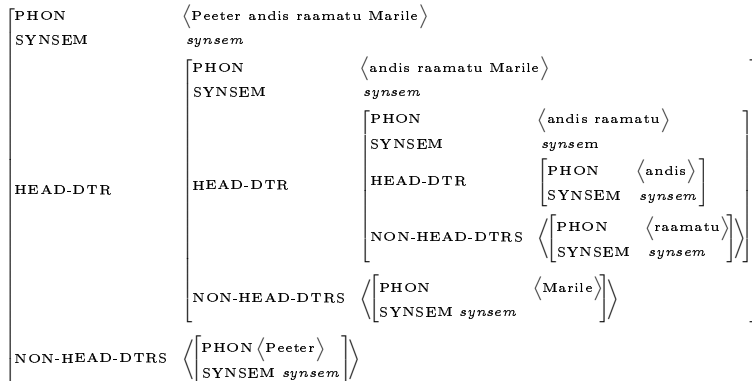 PHON ⟨Peeter andis raamatu Marile⟩
SYNSEM synsem
PHON ⟨andis raamatu Marile⟩
SYNSEM synsem
PHON ⟨andis raamatu⟩
SYNSEM synsem
HEAD-DTR HEAD-DTR HEAD-DTR PHON ⟨andis⟩
SYNSEM synsem
NON-HEAD-DTRS ⟨[PHON ⟨raamatu⟩
SYNSEM synsem]⟩
NON-HEAD-DTRS ⟨[PHON ⟨Marile⟩
SYNSEM synsem]⟩
NON-HEAD-DTRS ⟨[PHON ⟨Peeter⟩
SYNSEM synsem]⟩